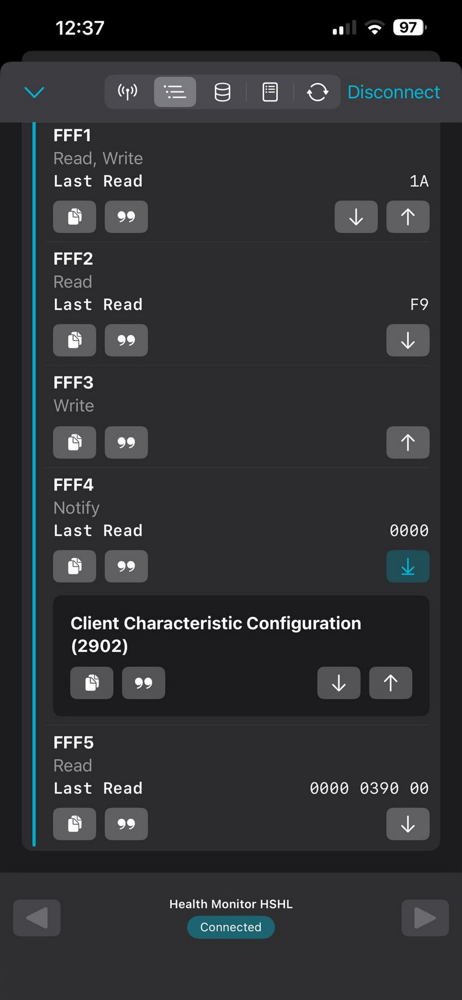 12:37
97
Disconnect
FFF1
Read, Write
Last Read 1A
FFF2
Read
Last Read F9
FFF3
Write
FFF4
Notify
Last Read 0000
Client Characteristic Configuration
(2902)
FFF5
Read
Last Read 0000 0390 00
Health Monitor HSHL
Connected